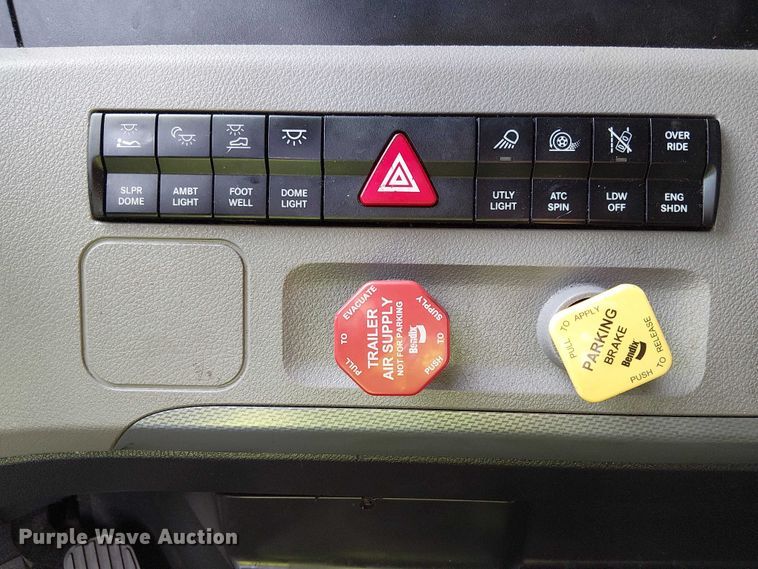 SLPR
DOME
AMBT
LIGHT
FOOT
WELL
DOME
LIGHT
UTLY
LIGHT
ATC
SPIN
LDW
OFF
OVER
RIDE
ENG
SHDN
PULL TO EVACUATE
TRAILER
AIR SUPPLY
NOT FOR PARKING
Bendix
PUSH TO SUPPLY
PULL TO APPLY
PARKING
BRAKE
Bendix
PUSH TO RELEASE
Purple Wave Auction